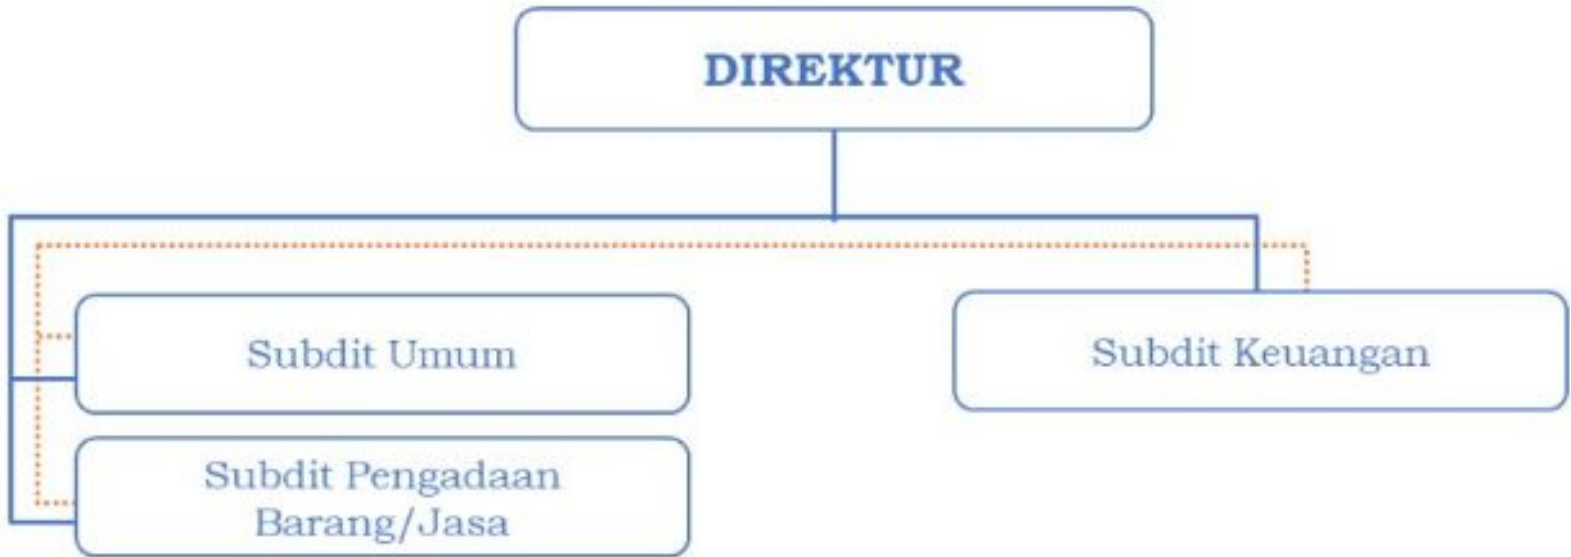 DIREKTUR
Subdit Umum
Subdit Keuangan
Subdit Pengadaan
Barang/Jasa